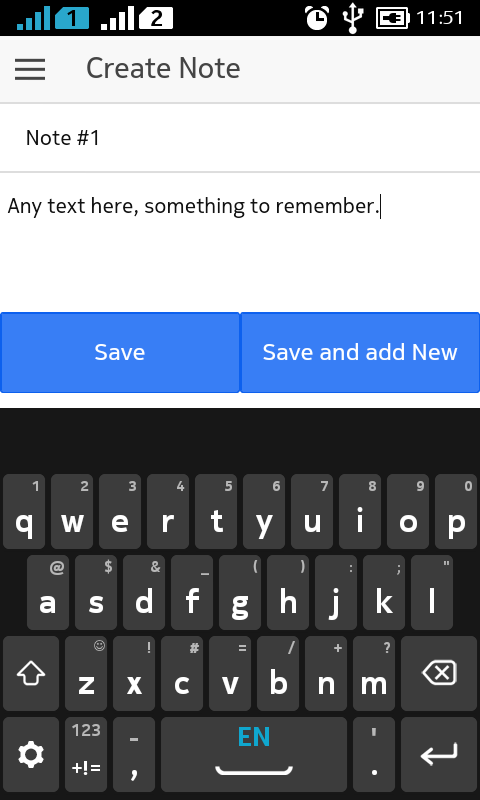 1 2 11:51
Create Note
Note #1
Any text here, something to remember.
Save Save and add New
1 2 3 4 5 6 7 8 9 0
q w e r t y u i o p
@ $ & _ ( ) : ; "
a s d f g h j k l
! # = / + ?
z x c v b n m
123 - EN '
+!= , .